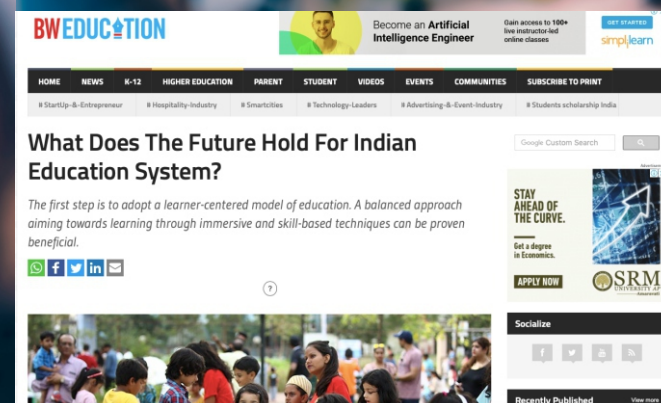 BWEDUCATION
Become an Artificial
Intelligence Engineer
Gain access to 100+
live instructor-led
online classes
GET STARTED
simplilearn
HOME NEWS K-12 HIGHER EDUCATION PARENT STUDENT VIDEOS EVENTS COMMUNITIES SUBSCRIBE TO PRINT
# StartUp-&-Entrepreneur # Hospitality-Industry # Smartcities # Technology-Leaders # Advertising-&-Event-Industry # Students scholarship India
What Does The Future Hold For Indian
Education System?
The first step is to adopt a learner-centered model of education. A balanced approach
aiming towards learning through immersive and skill-based techniques can be proven
beneficial.
?
Google Custom Search
Advertisement
STAY
AHEAD OF
THE CURVE.
Get a degree
in Economics.
APPLY NOW
SRM
UNIVERSITY AP
Socialize
Recently Published View more